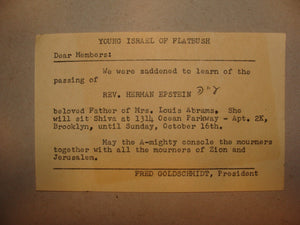 YOUNG ISRAEL OF FLATBUSH
Dear Members:
We were saddened to learn of the
passing of
REV. HERMAN EPSTEIN
beloved Father of Mrs. Louis Abrams. She
will sit Shiva at 1314 Ocean Parkway - Apt. 2K,
Brooklyn, until Sunday, October 16th.
May the A-mighty console the mourners
together with all the mourners of Zion and
Jerusalem.
FRED GOLDSCHMIDT, President